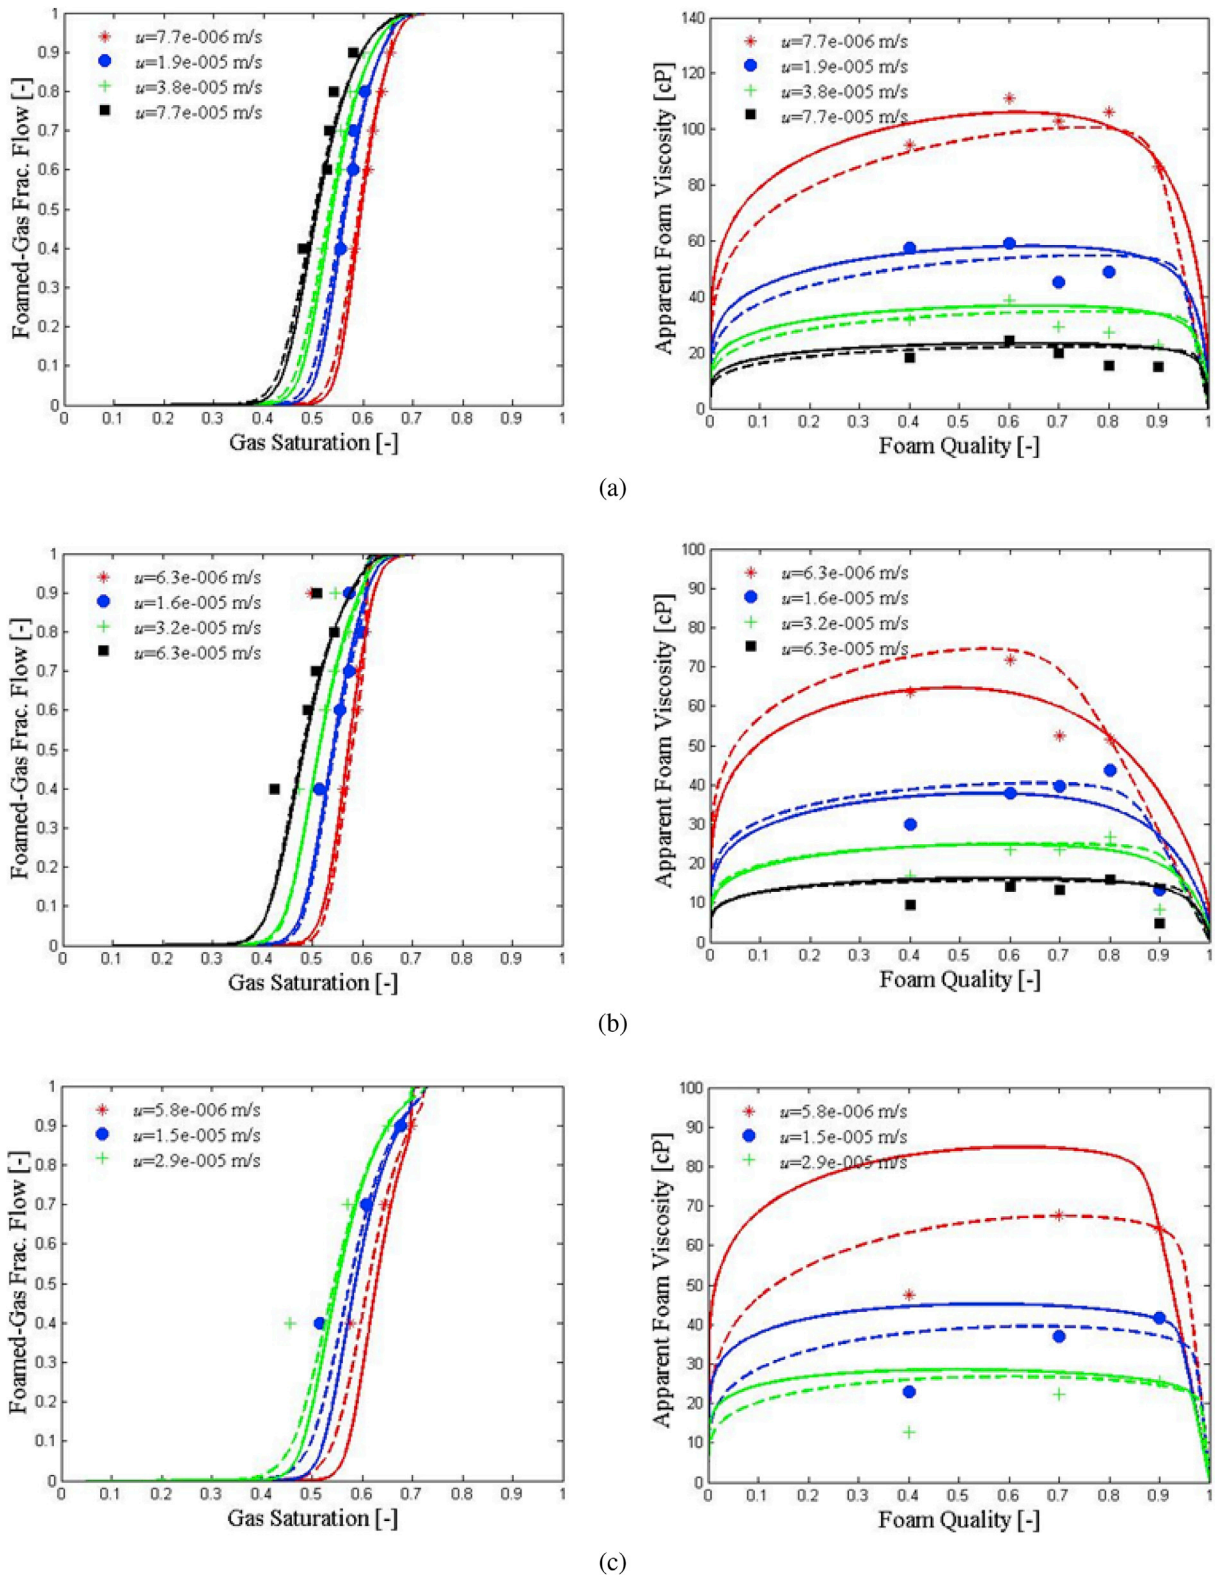 Foamed-Gas Frac. Flow [-]
1
0.9
0.8
0.7
0.6
0.5
0.4
0.3
0.2
0.1
0
u=7.7e-006 m/s
u=1.9e-005 m/s
u=3.8e-005 m/s
u=7.7e-005 m/s
0 0.1 0.2 0.3 0.4 0.5 0.6 0.7 0.8 0.9 1
Gas Saturation [-]
Apparent Foam Viscosity [cP]
140
120
100
80
60
40
20
0
u=7.7e-006 m/s
u=1.9e-005 m/s
u=3.8e-005 m/s
u=7.7e-005 m/s
0 0.1 0.2 0.3 0.4 0.5 0.6 0.7 0.8 0.9 1
Foam Quality [-]
(a)
Foamed-Gas Frac. Flow [-]
1
0.9
0.8
0.7
0.6
0.5
0.4
0.3
0.2
0.1
0
u=6.3e-006 m/s
u=1.6e-005 m/s
u=3.2e-005 m/s
u=6.3e-005 m/s
0 0.1 0.2 0.3 0.4 0.5 0.6 0.7 0.8 0.9 1
Gas Saturation [-]
Apparent Foam Viscosity [cP]
100
90
80
70
60
50
40
30
20
10
0
u=6.3e-006 m/s
u=1.6e-005 m/s
u=3.2e-005 m/s
u=6.3e-005 m/s
0 0.1 0.2 0.3 0.4 0.5 0.6 0.7 0.8 0.9 1
Foam Quality [-]
(b)
Foamed-Gas Frac. Flow [-]
1
0.9
0.8
0.7
0.6
0.5
0.4
0.3
0.2
0.1
0
u=5.8e-006 m/s
u=1.5e-005 m/s
u=2.9e-005 m/s
0 0.1 0.2 0.3 0.4 0.5 0.6 0.7 0.8 0.9 1
Gas Saturation [-]
Apparent Foam Viscosity [cP]
100
90
80
70
60
50
40
30
20
10
0
u=5.8e-006 m/s
u=1.5e-005 m/s
u=2.9e-005 m/s
0 0.1 0.2 0.3 0.4 0.5 0.6 0.7 0.8 0.9 1
Foam Quality [-]
(c)